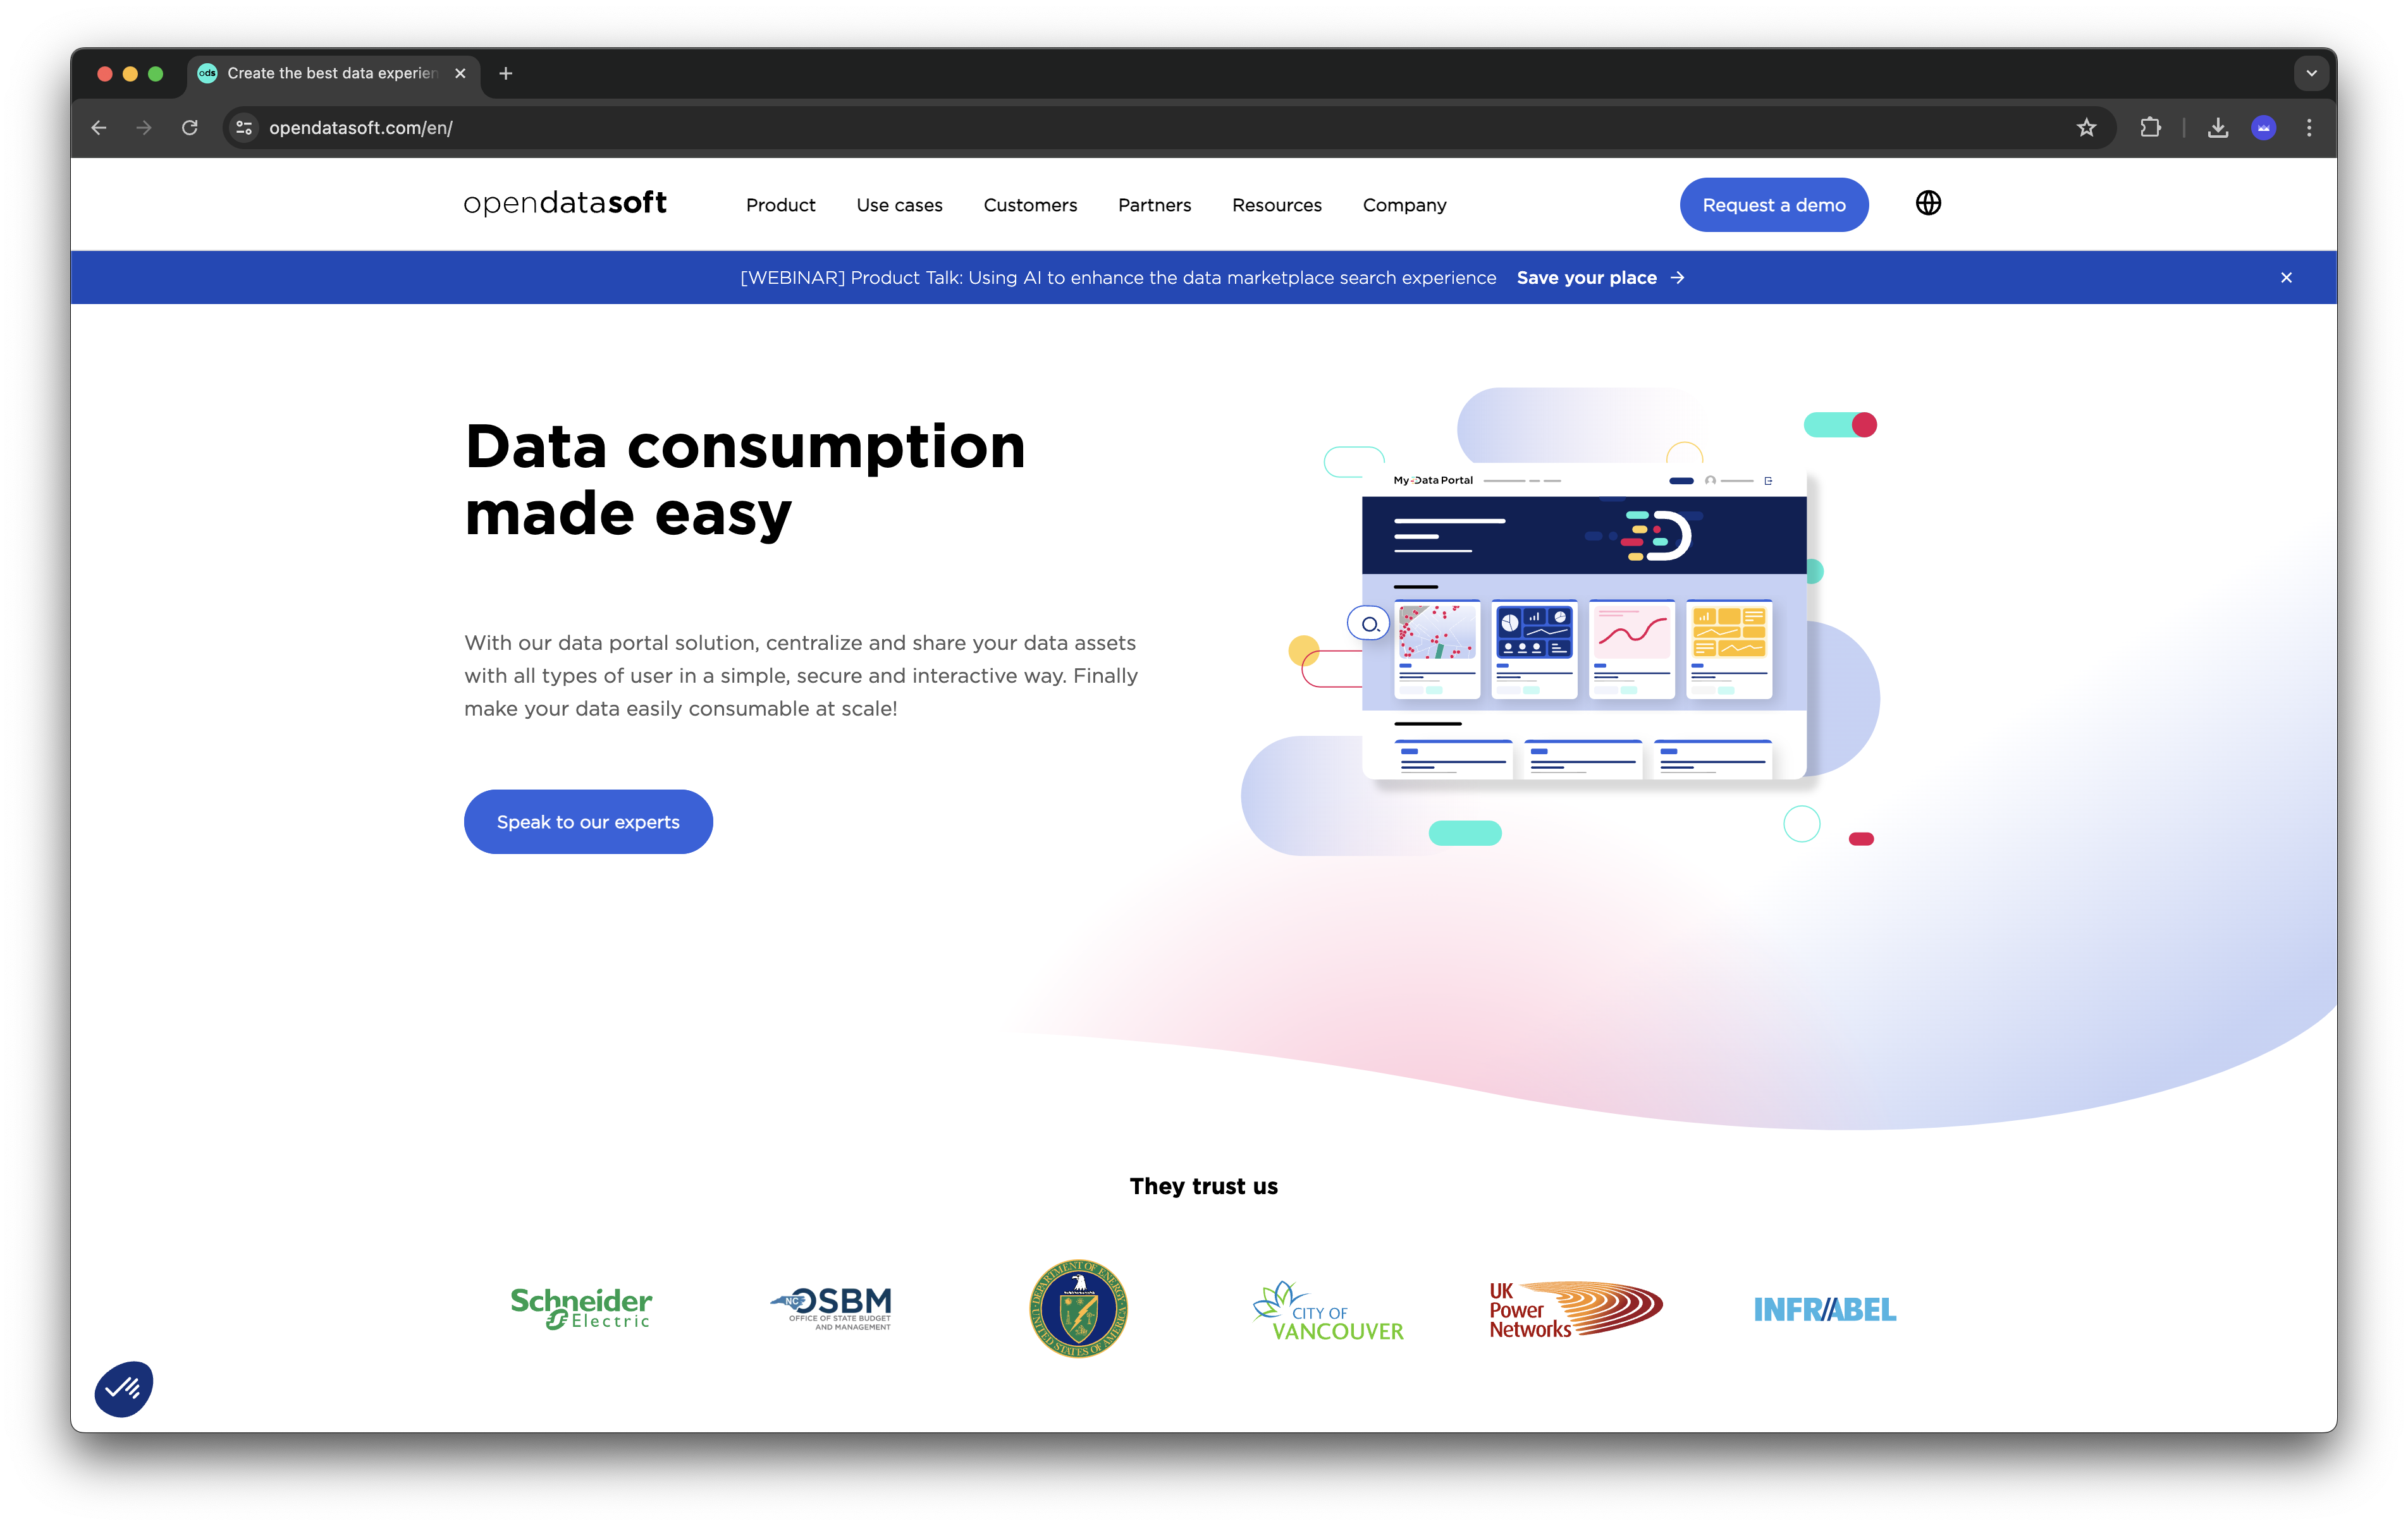 ods Create the best data experien
opendatasoft.com/en/
opendatasoft
Product
Use cases
Customers
Partners
Resources
Company
Request a demo
[WEBINAR] Product Talk: Using AI to enhance the data marketplace search experience Save your place →
Data consumption
made easy
With our data portal solution, centralize and share your data assets
with all types of user in a simple, secure and interactive way. Finally
make your data easily consumable at scale!
Speak to our experts
My Data Portal
They trust us
Schneider
Electric
NC OSBM
OFFICE OF STATE BUDGET
AND MANAGEMENT
DEPARTMENT OF ENERGY
UNITED STATES OF AMERICA
CITY OF
VANCOUVER
UK
Power
Networks
INFRABEL